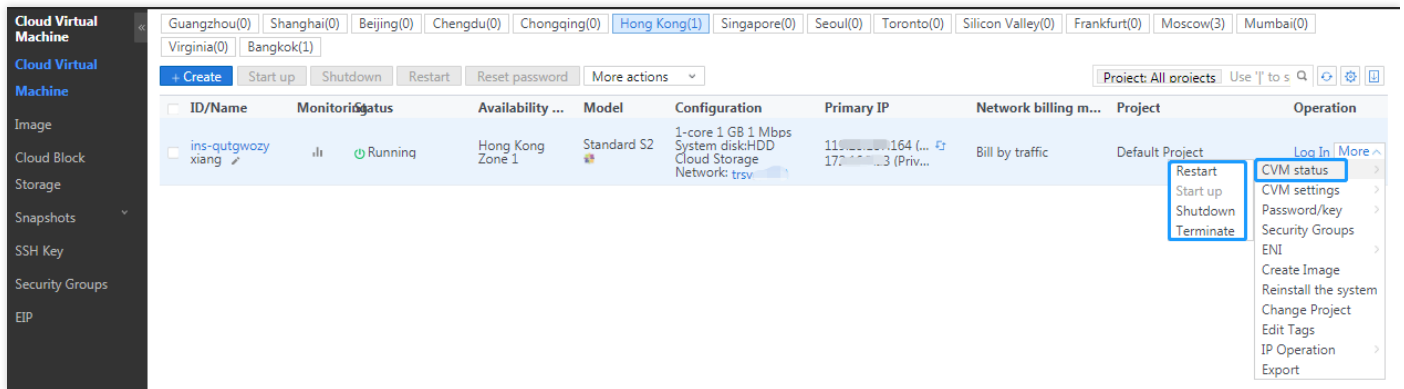 Cloud Virtual
Machine
«
Cloud Virtual
Machine
Image
Cloud Block
Storage
Snapshots
SSH Key
Security Groups
EIP
Guangzhou(0) Shanghai(0) Beijing(0) Chengdu(0) Chongqing(0) Hong Kong(1) Singapore(0) Seoul(0) Toronto(0) Silicon Valley(0) Frankfurt(0) Moscow(3) Mumbai(0)
Virginia(0) Bangkok(1)
+ Create Start up Shutdown Restart Reset password More actions Project: All projects Use '|' to s
ID/Name Monitoring Status Availability ... Model Configuration Primary IP Network billing m... Project Operation
ins-qutgwozy
xiang
Running
Hong Kong
Zone 1
Standard S2
1-core 1 GB 1 Mbps
System disk:HDD
Cloud Storage
Network: trsv
.164 (...
3 (Priv...
Bill by traffic
Default Project
Log In More
Restart
Start up
Shutdown
Terminate
CVM status
CVM settings
Password/key
Security Groups
ENI
Create Image
Reinstall the system
Change Project
Edit Tags
IP Operation
Export